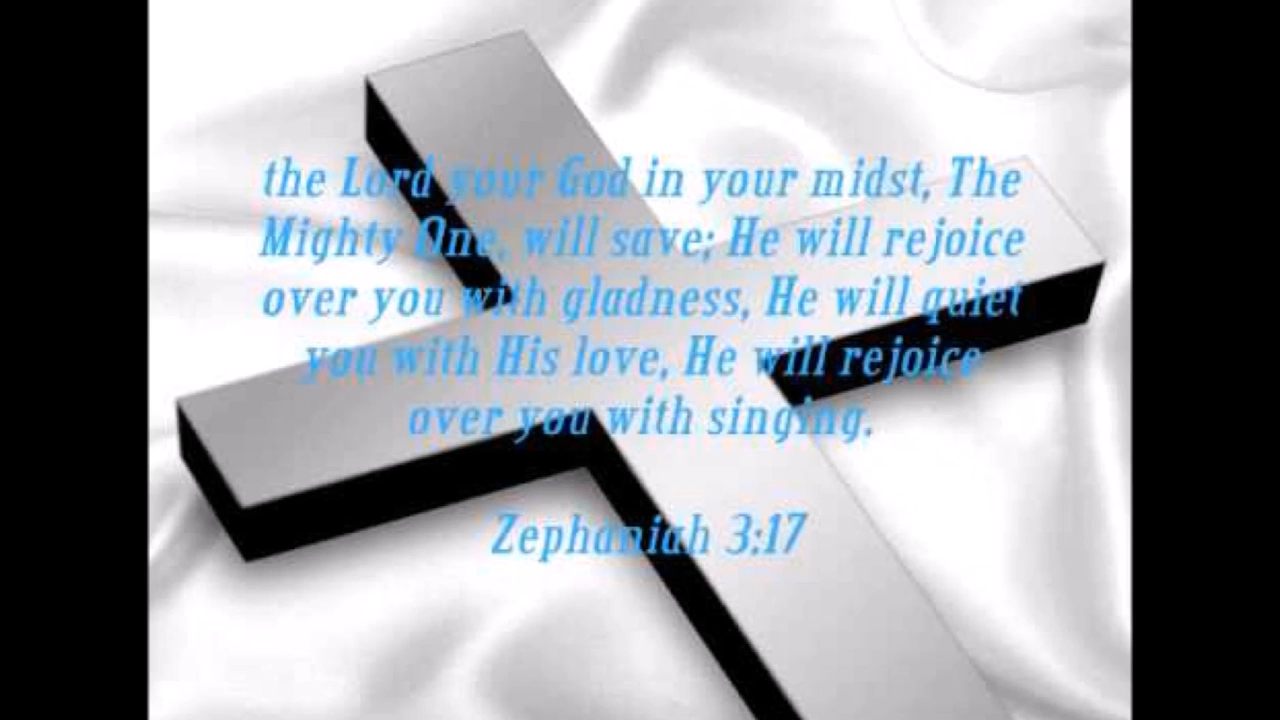 the Lord your God in your midst, The
Mighty One, will save; He will rejoice
over you with gladness, He will quiet
you with His love, He will rejoice
over you with singing.
Zephaniah 3:17